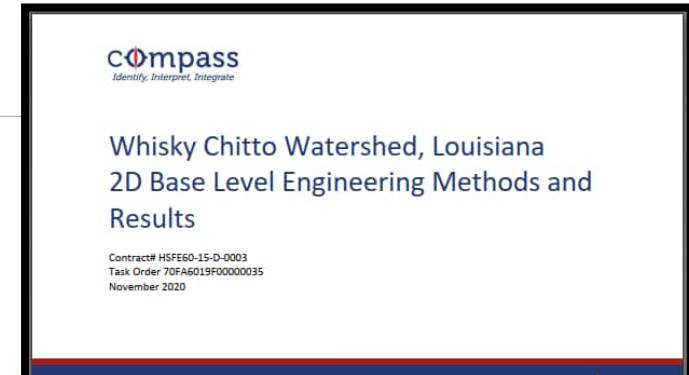 compass
Identify, Interpret, Integrate
Whisky Chitto Watershed, Louisiana
2D Base Level Engineering Methods and
Results
Contract# HSFE60-15-D-0003
Task Order 70FA6019F00000035
November 2020